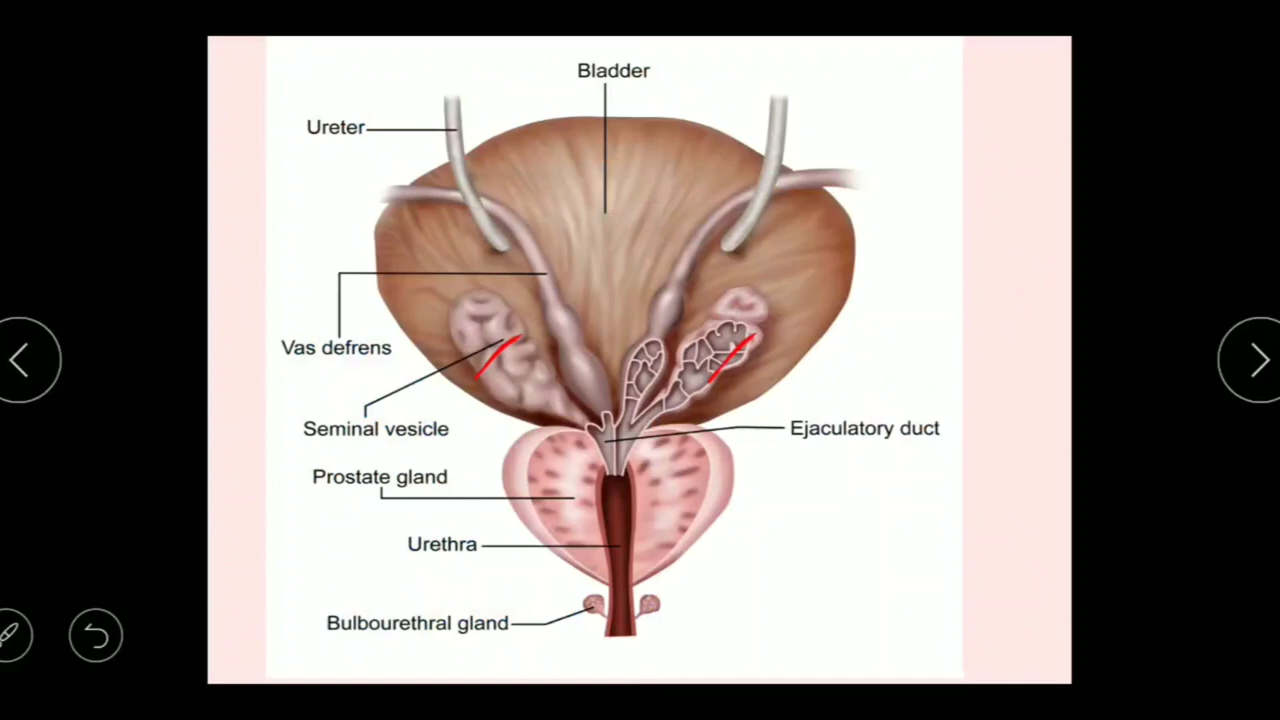 Bladder
Ureter
Vas defrens
Seminal vesicle
Ejaculatory duct
Prostate gland
Urethra
Bulbourethral gland